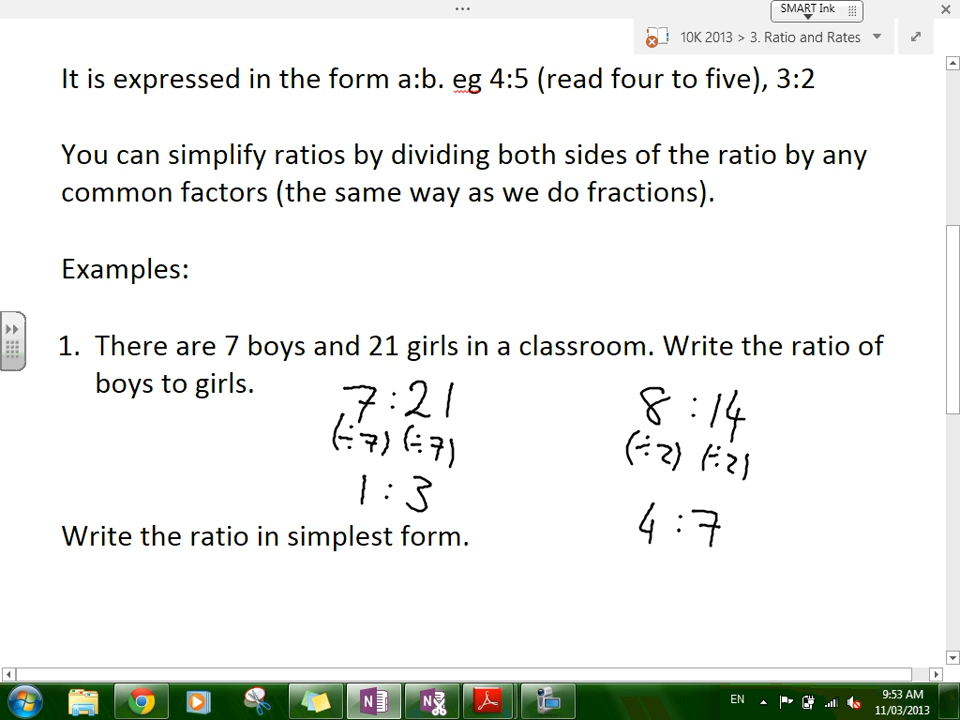 SMART Ink
10K 2013 > 3. Ratio and Rates
It is expressed in the form a:b. eg 4:5 (read four to five), 3:2
You can simplify ratios by dividing both sides of the ratio by any
common factors (the same way as we do fractions).
Examples:
1. There are 7 boys and 21 girls in a classroom. Write the ratio of
boys to girls.
7:21
(÷7) (÷7)
1:3
8:14
(÷2) (÷2)
4:7
Write the ratio in simplest form.
EN
9:53 AM
11/03/2013